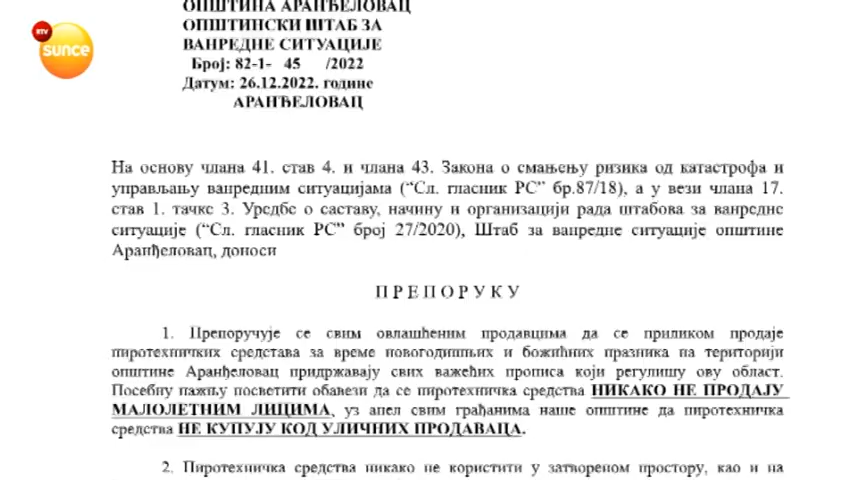 RTV
sunce
ОПШТИНА АРАНЂЕЛОВАЦ
ОПШТИНСКИ ШТАБ ЗА
ВАНРЕДНЕ СИТУАЦИЈЕ
Број: 82-1- 45 /2022
Датум: 26.12.2022. године
АРАНЂЕЛОВАЦ
На основу члана 41. став 4. и члана 43. Закона о смањењу ризика од катастрофа и
управљању ванредним ситуацијама (“Сл. гласник РС” бр.87/18), а у вези члана 17.
став 1. тачке 3. Уредбе о саставу, начину и организацији рада штабова за ванредне
ситуације (“Сл. гласник РС” број 27/2020), Штаб за ванредне ситуације општине
Аранђеловац, доноси
П Р Е П О Р У К У
1. Препоручује се свим овлашћеним продавцима да се приликом продаје
пиротехничких средстава за време новогодишњих и божићних празника на територији
општине Аранђеловац придржавају свих важећих прописа који регулишу ову област.
Посебну пажњу посветити обавези да се пиротехничка средства НИКАКО НЕ ПРОДАЈУ
МАЛОЛЕТНИМ ЛИЦИМА, уз апел свим грађанима наше општине да пиротехничка
средства НЕ КУПУЈУ КОД УЛИЧНИХ ПРОДАВАЦА.
2. Пиротехничка средства никако не користити у затвореном простору, као и на